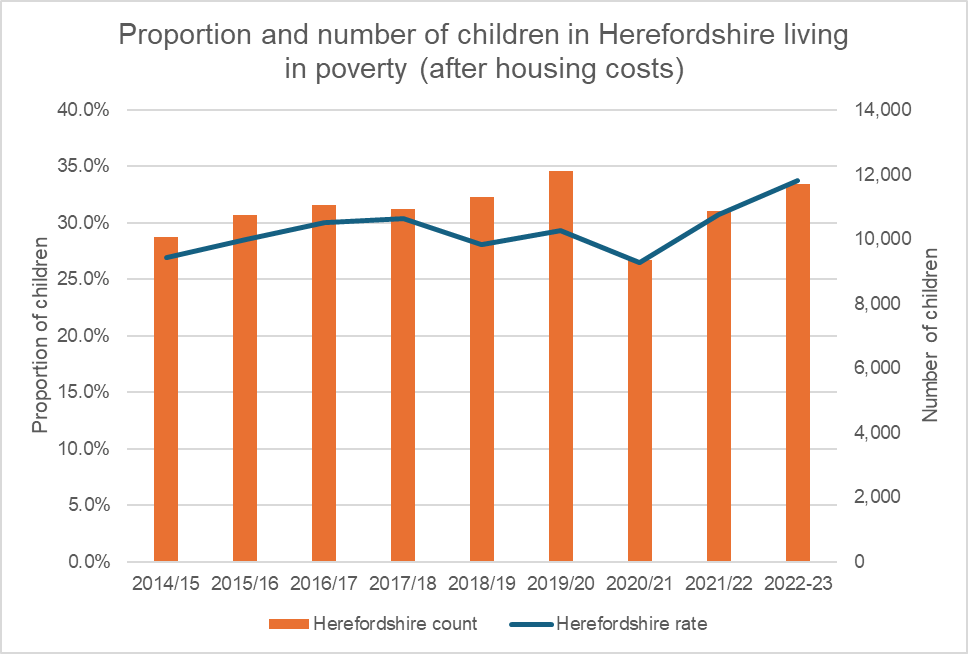 Proportion and number of children in Herefordshire living
in poverty (after housing costs)
40.0%
35.0%
30.0%
25.0%
20.0%
15.0%
10.0%
5.0%
0.0%
Proportion of children
14,000
12,000
10,000
8,000
6,000
4,000
2,000
0
Number of children
2014/15 2015/16 2016/17 2017/18 2018/19 2019/20 2020/21 2021/22 2022-23
Herefordshire count Herefordshire rate